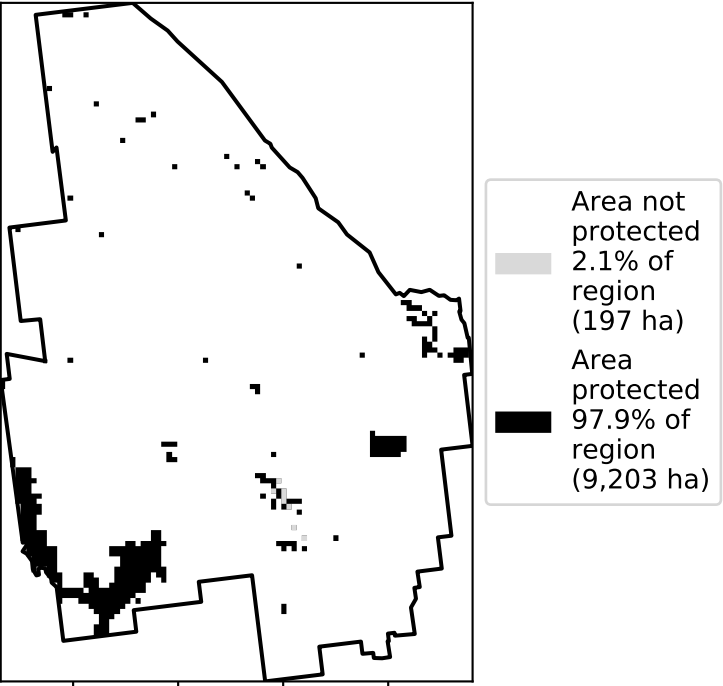 Area not
protected
2.1% of
region
(197 ha)
Area
protected
97.9% of
region
(9,203 ha)